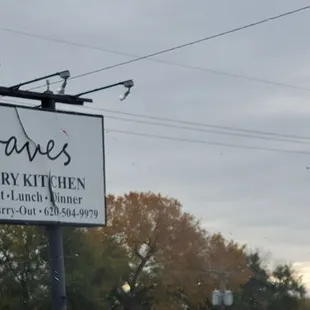 aves
RY KITCHEN
t • Lunch • Dinner
rry-Out • 620-504-9979